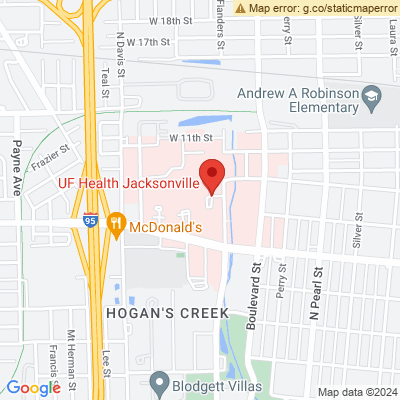 Map error: g.co/staticmaperror
W 18th St
W 17th St
Flanders St
Perry St
Silver St
Laura St
N Davis St
Teal St
Andrew A Robinson
Elementary
W 11th St
Frazier St
Payne Ave
UF Health Jacksonville
95
McDonald's
Silver St
Boulevard St
Perry St
N Pearl St
HOGAN'S CREEK
Mt Herman St
Francis St
Lee St
Blodgett Villas
Google
Map data ©2024